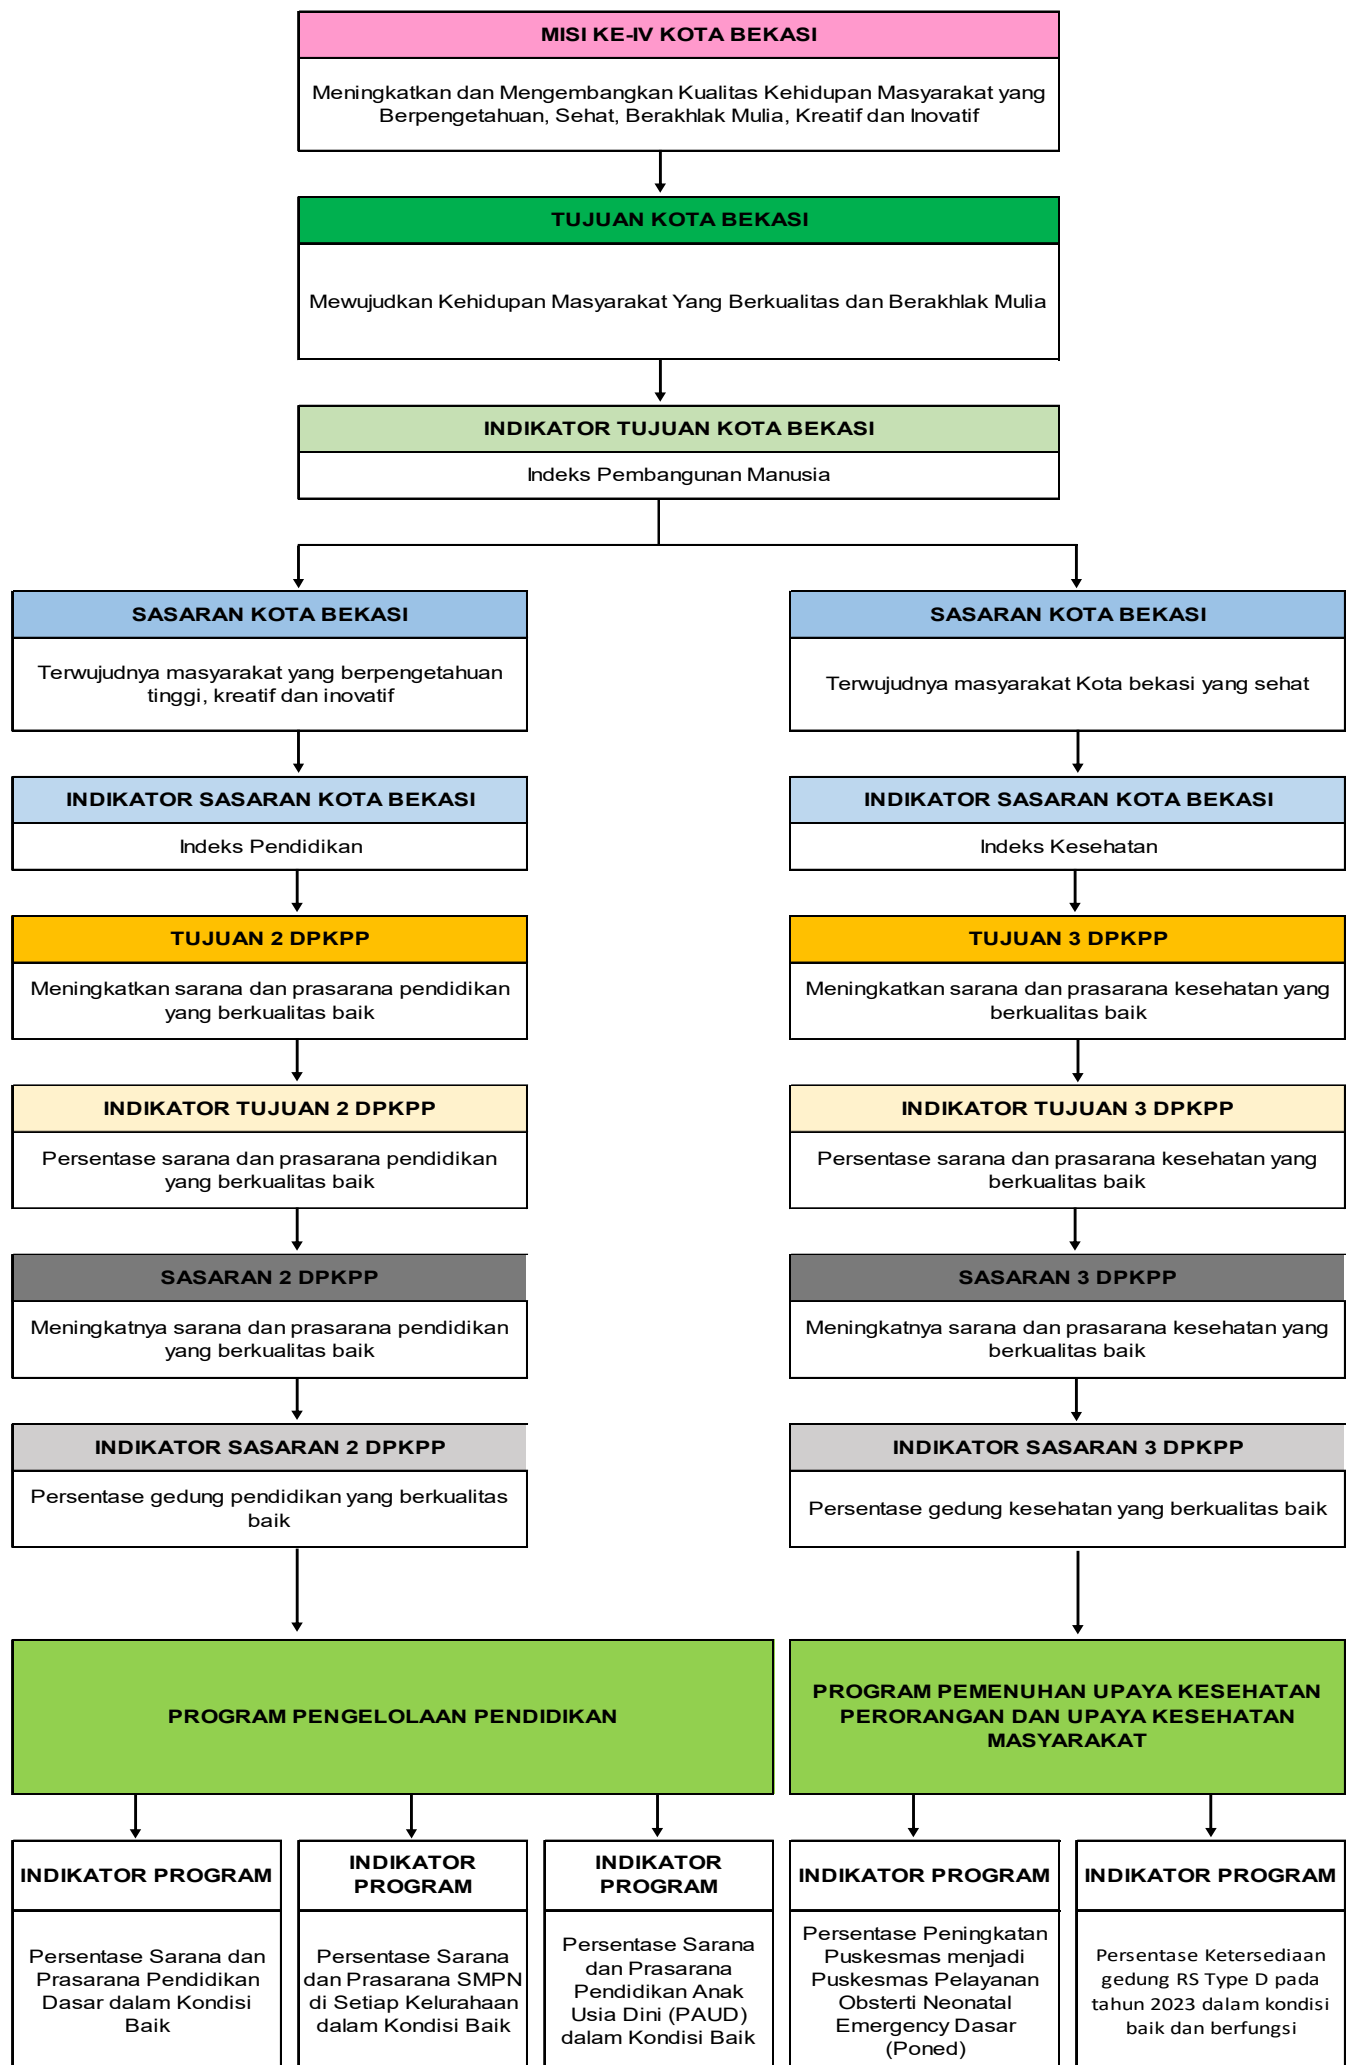 MISI KE-IV KOTA BEKASI
Meningkatkan dan Mengembangkan Kualitas Kehidupan Masyarakat yang
Berpengetahuan, Sehat, Berakhlak Mulia, Kreatif dan Inovatif
TUJUAN KOTA BEKASI
Mewujudkan Kehidupan Masyarakat Yang Berkualitas dan Berakhlak Mulia
INDIKATOR TUJUAN KOTA BEKASI
Indeks Pembangunan Manusia
SASARAN KOTA BEKASI
Terwujudnya masyarakat yang berpengetahuan
tinggi, kreatif dan inovatif
INDIKATOR SASARAN KOTA BEKASI
Indeks Pendidikan
TUJUAN 2 DPKPP
Meningkatkan sarana dan prasarana pendidikan
yang berkualitas baik
INDIKATOR TUJUAN 2 DPKPP
Persentase sarana dan prasarana pendidikan
yang berkualitas baik
SASARAN 2 DPKPP
Meningkatnya sarana dan prasarana pendidikan
yang berkualitas baik
INDIKATOR SASARAN 2 DPKPP
Persentase gedung pendidikan yang berkualitas
baik
PROGRAM PENGELOLAAN PENDIDIKAN
INDIKATOR PROGRAM
Persentase Sarana dan
Prasarana Pendidikan
Dasar dalam Kondisi
Baik
INDIKATOR
PROGRAM
Persentase Sarana
dan Prasarana SMPN
di Setiap Kelurahaan
dalam Kondisi Baik
INDIKATOR
PROGRAM
Persentase Sarana
dan Prasarana
Pendidikan Anak
Usia Dini (PAUD)
dalam Kondisi Baik
SASARAN KOTA BEKASI
Terwujudnya masyarakat Kota bekasi yang sehat
INDIKATOR SASARAN KOTA BEKASI
Indeks Kesehatan
TUJUAN 3 DPKPP
Meningkatkan sarana dan prasarana kesehatan yang
berkualitas baik
INDIKATOR TUJUAN 3 DPKPP
Persentase sarana dan prasarana kesehatan yang
berkualitas baik
SASARAN 3 DPKPP
Meningkatnya sarana dan prasarana kesehatan yang
berkualitas baik
INDIKATOR SASARAN 3 DPKPP
Persentase gedung kesehatan yang berkualitas baik
PROGRAM PEMENUHAN UPAYA KESEHATAN
PERORANGAN DAN UPAYA KESEHATAN
MASYARAKAT
INDIKATOR PROGRAM
Persentase Peningkatan
Puskesmas menjadi
Puskesmas Pelayanan
Obsterti Neonatal
Emergency Dasar
(Poned)
INDIKATOR PROGRAM
Persentase Ketersediaan
gedung RS Type D pada
tahun 2023 dalam kondisi
baik dan berfungsi